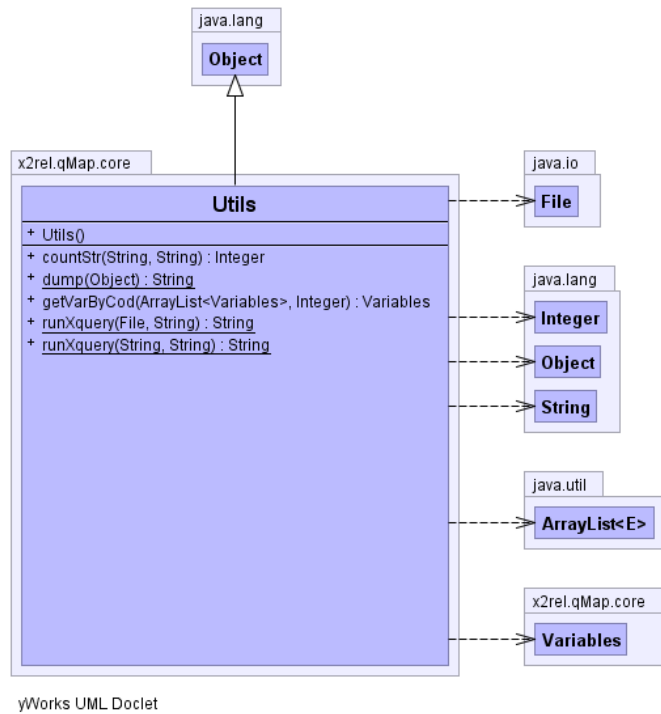 java.lang
Object
x2rel.qMap.core
Utils
+ Utils()
+ countStr(String, String) : Integer
+ dump(Object) : String
+ getVarByCod(ArrayList<Variables>, Integer) : Variables
+ runXquery(File, String) : String
+ runXquery(String, String) : String
java.io
File
java.lang
Integer
Object
String
java.util
ArrayList<E>
x2rel.qMap.core
Variables
yWorks UML Doclet